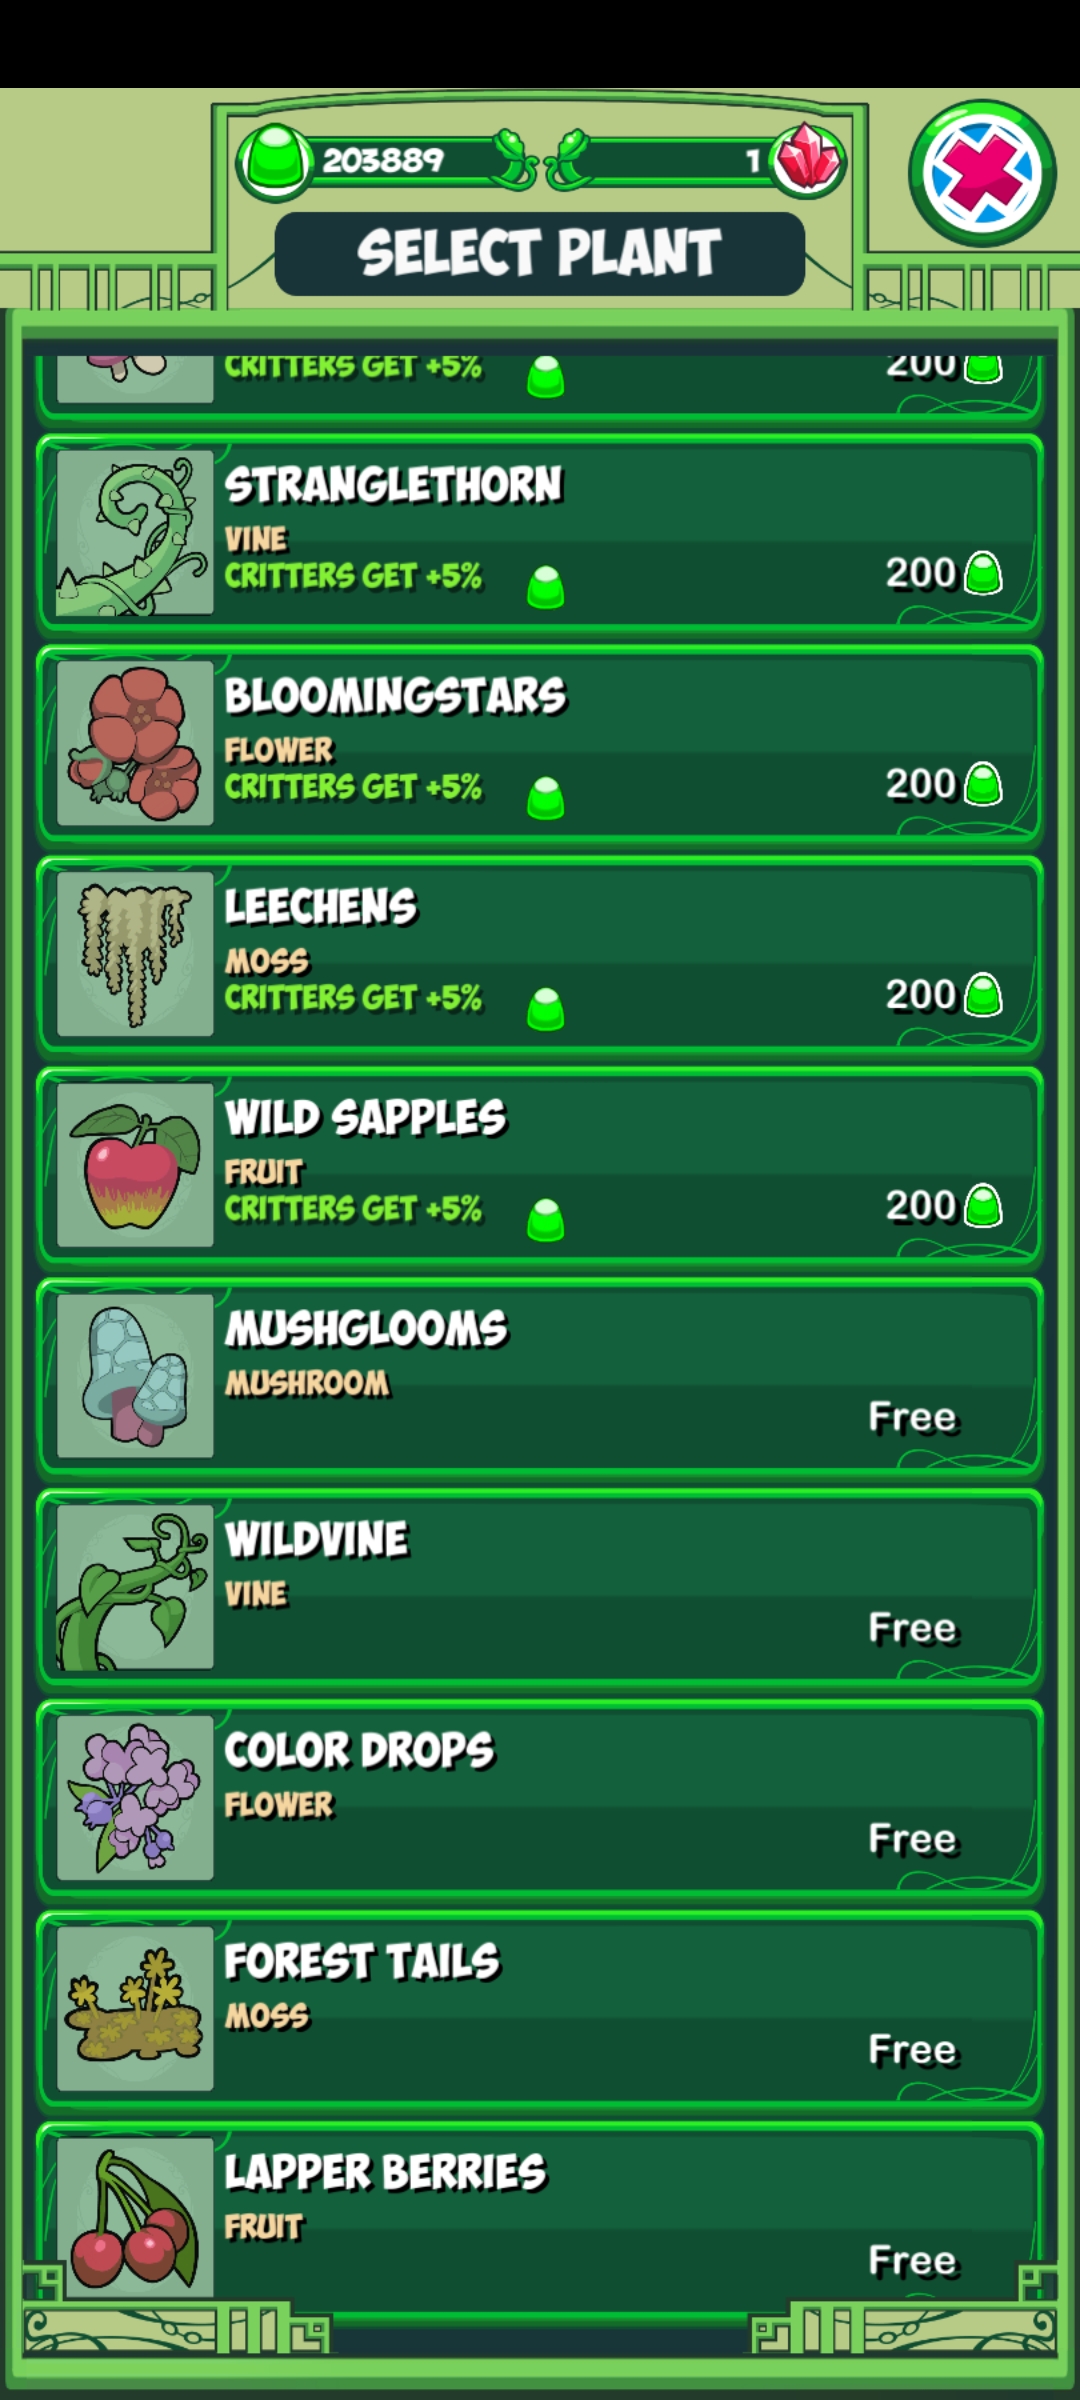 203889
1
SELECT PLANT
CRITTERS GET +5%
200
STRANGLETHORN
VINE
CRITTERS GET +5%
200
BLOOMINGSTARS
FLOWER
CRITTERS GET +5%
200
LEECHENS
MOSS
CRITTERS GET +5%
200
WILD SAPPLES
FRUIT
CRITTERS GET +5%
200
MUSHGLOOMS
MUSHROOM
Free
WILDVINE
VINE
Free
COLOR DROPS
FLOWER
Free
FOREST TAILS
MOSS
Free
LAPPER BERRIES
FRUIT
Free